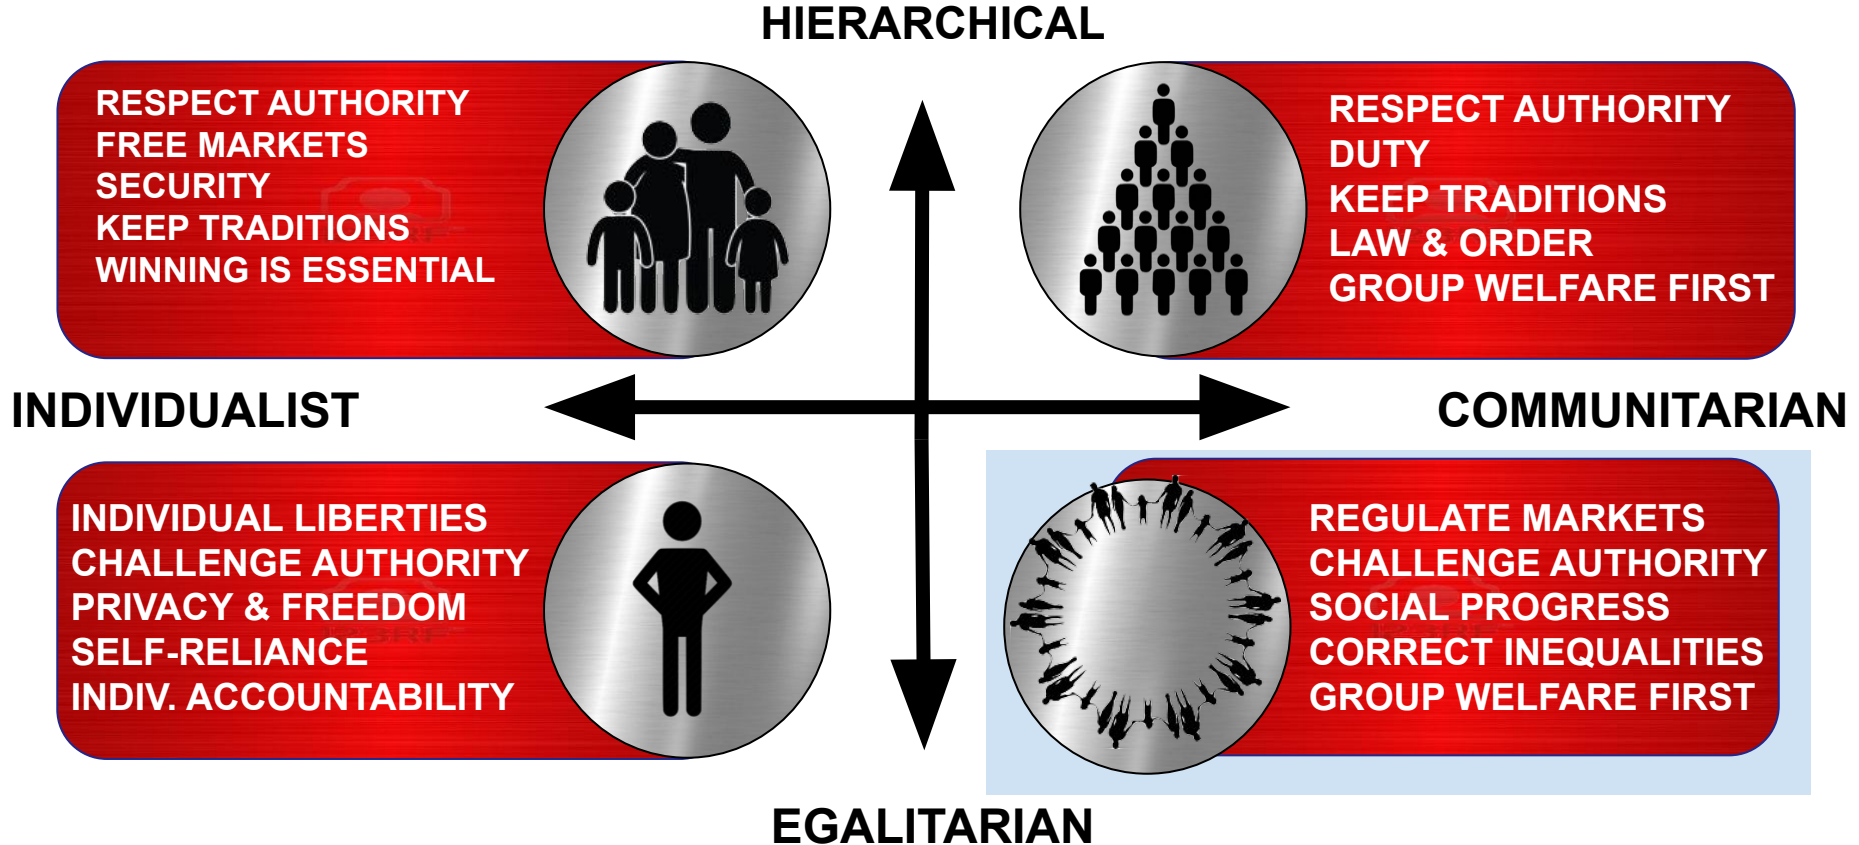 HIERARCHICAL
RESPECT AUTHORITY
FREE MARKETS
SECURITY
KEEP TRADITIONS
WINNING IS ESSENTIAL
RESPECT AUTHORITY
DUTY
KEEP TRADITIONS
LAW & ORDER
GROUP WELFARE FIRST
INDIVIDUALIST
COMMUNITARIAN
INDIVIDUAL LIBERTIES
CHALLENGE AUTHORITY
PRIVACY & FREEDOM
SELF-RELIANCE
INDIV. ACCOUNTABILITY
REGULATE MARKETS
CHALLENGE AUTHORITY
SOCIAL PROGRESS
CORRECT INEQUALITIES
GROUP WELFARE FIRST
EGALITARIAN